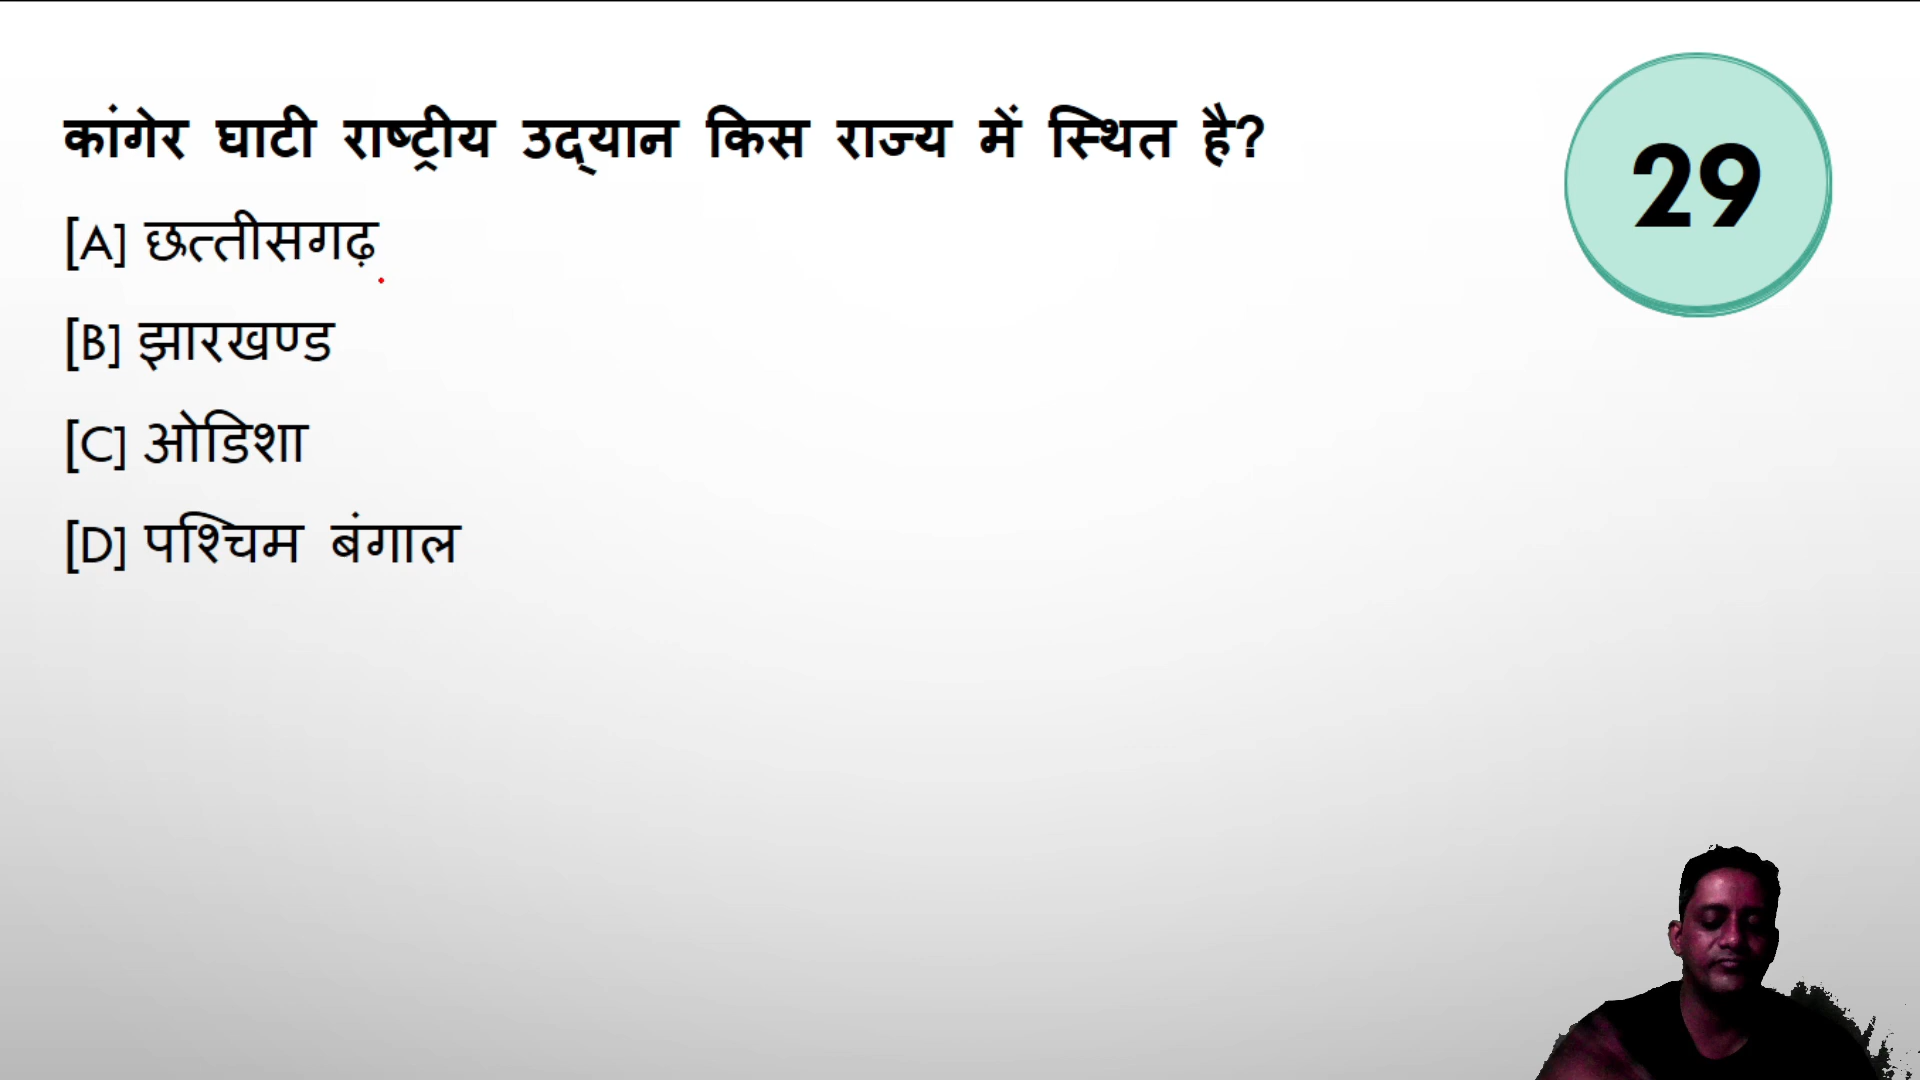 कांगेर घाटी राष्ट्रीय उद्यान किस राज्य में स्थित है?
29
[A] छत्तीसगढ़
[B] झारखण्ड
[C] ओडिशा
[D] पश्चिम बंगाल